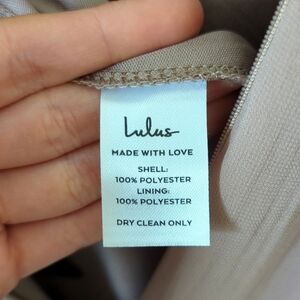 Lulus
MADE WITH LOVE
SHELL:
100% POLYESTER
LINING:
100% POLYESTER
DRY CLEAN ONLY